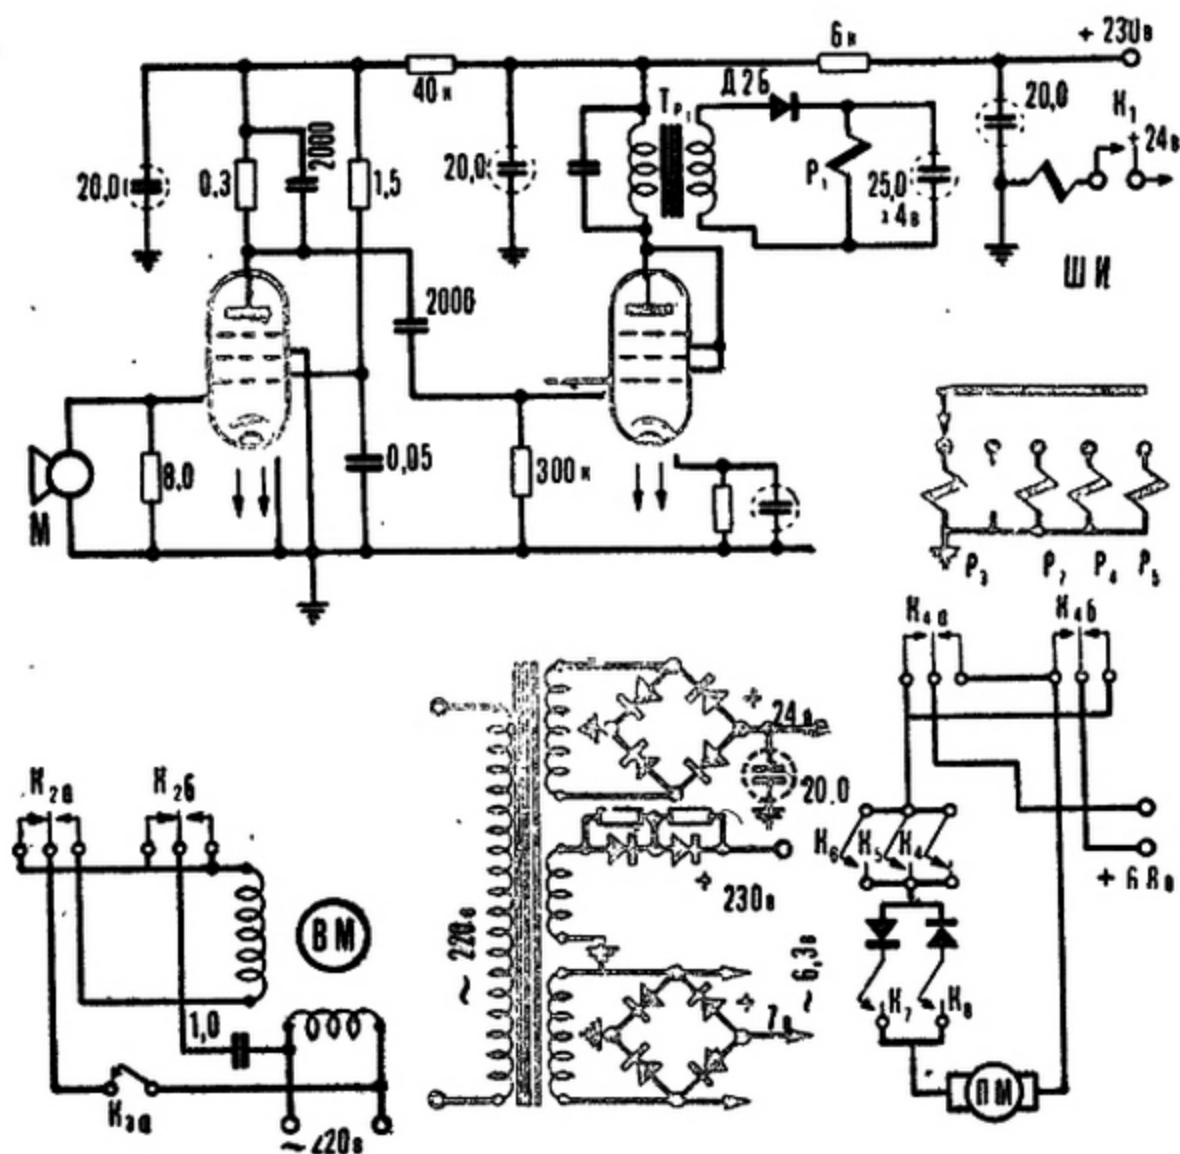 + 230в
6к
40к
Д2Б
20,0
К₁
+ 24в
Тр₁
2000
20,0
0,3
1,5
20,0
Р₁
25,0
х 4в
ШИ
2000
М
8,0
0,05
300к
Р₃ Р₇ Р₄ Р₅
К₄а К₄б
+ 24в
20.0
К₂а К₂б
К₆ К₅ К₄
+ 6.8в
+ 230в
ВМ
~ 220в
~ 6,3в
+ 7в
К₇ К₈
1,0
К₃а
~ 220в
ПМ